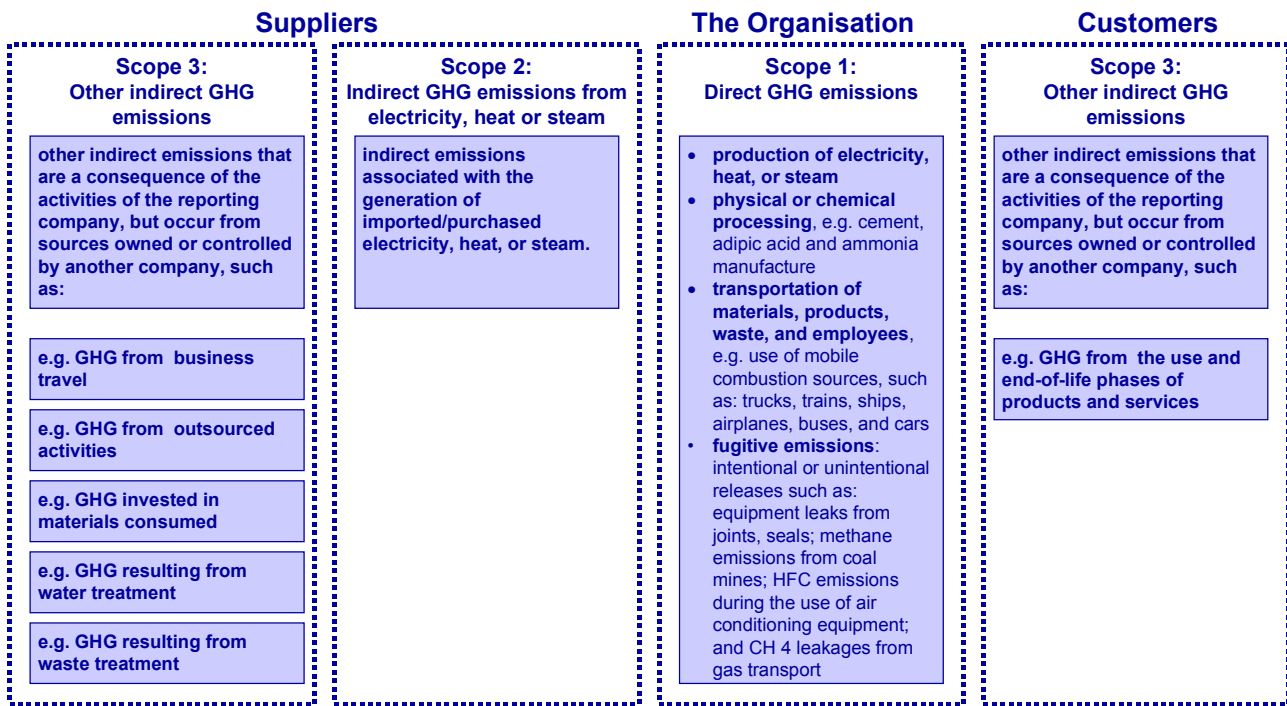 Suppliers
The Organisation
Customers
Scope 3:
Other indirect GHG
emissions
other indirect emissions that
are a consequence of the
activities of the reporting
company, but occur from
sources owned or controlled
by another company, such
as:
e.g. GHG from business
travel
e.g. GHG from outsourced
activities
e.g. GHG invested in
materials consumed
e.g. GHG resulting from
water treatment
e.g. GHG resulting from
waste treatment
Scope 2:
Indirect GHG emissions from
electricity, heat or steam
indirect emissions
associated with the
generation of
imported/purchased
electricity, heat, or steam.
Scope 1:
Direct GHG emissions
• production of electricity,
heat, or steam
• physical or chemical
processing, e.g. cement,
adipic acid and ammonia
manufacture
• transportation of
materials, products,
waste, and employees,
e.g. use of mobile
combustion sources, such
as: trucks, trains, ships,
airplanes, buses, and cars
• fugitive emissions:
intentional or unintentional
releases such as:
equipment leaks from
joints, seals; methane
emissions from coal
mines; HFC emissions
during the use of air
conditioning equipment;
and CH 4 leakages from
gas transport
Scope 3:
Other indirect GHG
emissions
other indirect emissions that
are a consequence of the
activities of the reporting
company, but occur from
sources owned or controlled
by another company, such
as:
e.g. GHG from the use and
end-of-life phases of
products and services